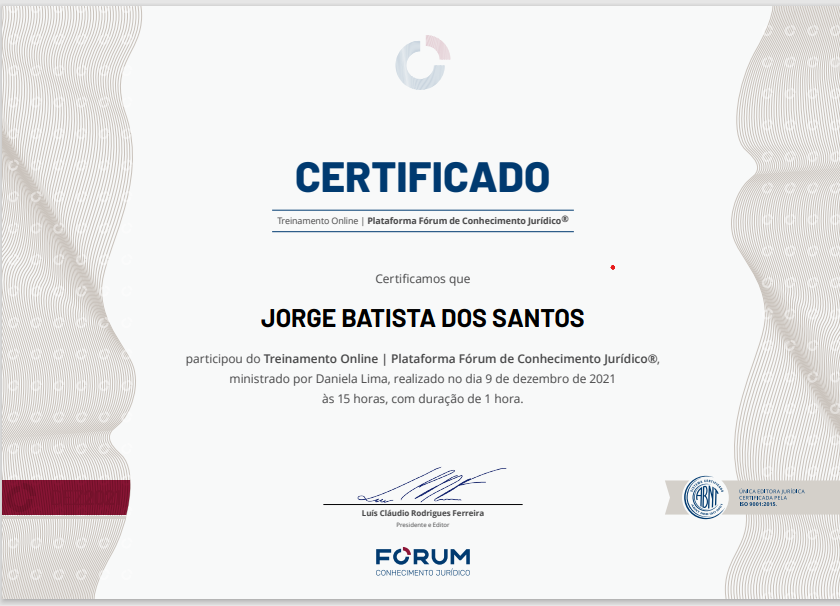 CERTIFICADO
Treinamento Online | Plataforma Fórum de Conhecimento Jurídico®
Certificamos que
JORGE BATISTA DOS SANTOS
participou do Treinamento Online | Plataforma Fórum de Conhecimento Jurídico®,
ministrado por Daniela Lima, realizado no dia 9 de dezembro de 2021
às 15 horas, com duração de 1 hora.
Luís Cláudio Rodrigues Ferreira
Presidente e Editor
FÓRUM
CONHECIMENTO JURÍDICO
ABNT
ÚNICA EDITORA JURÍDICA
CERTIFICADA PELA
ISO 9001:2015.